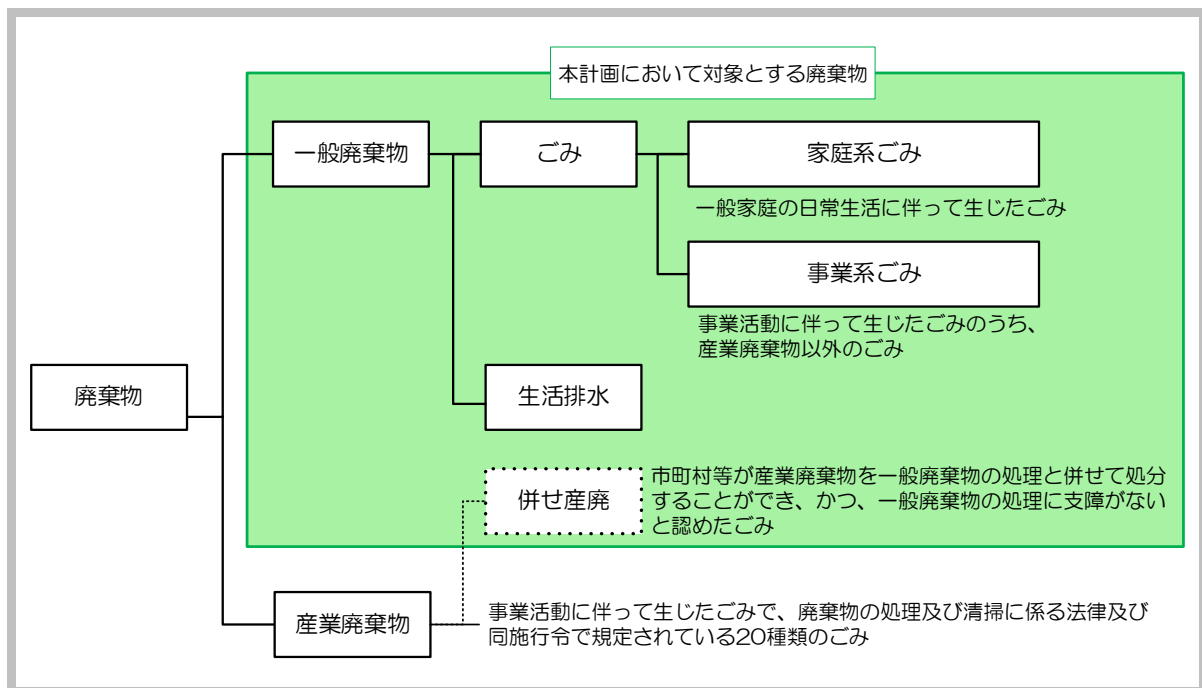 本計画において対象とする廃棄物
一般廃棄物
ごみ
家庭系ごみ
一般家庭の日常生活に伴って生じたごみ
事業系ごみ
事業活動に伴って生じたごみのうち、
産業廃棄物以外のごみ
廃棄物
生活排水
併せ産廃
市町村等が産業廃棄物を一般廃棄物の処理と併せて処分
することができ、かつ、一般廃棄物の処理に支障がない
と認めたごみ
産業廃棄物
事業活動に伴って生じたごみで、廃棄物の処理及び清掃に係る法律及び
同施行令で規定されている20種類のごみ